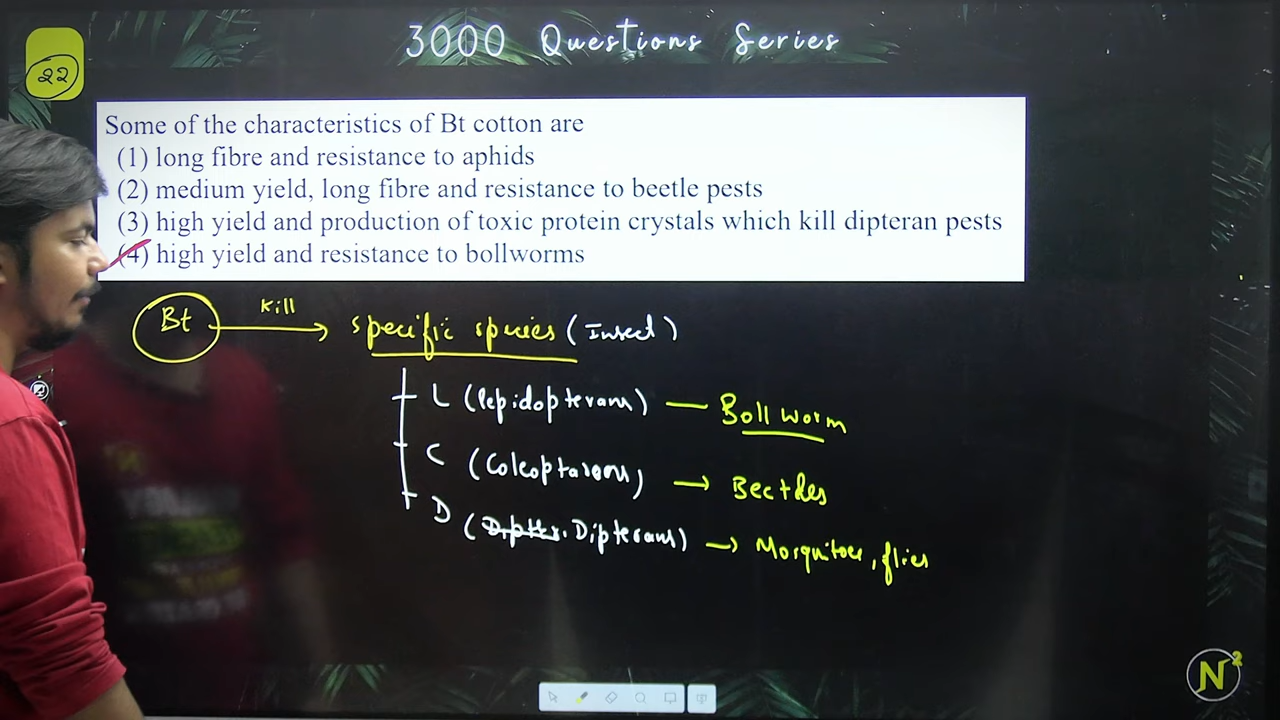 3000 Questions Series
22
Some of the characteristics of Bt cotton are
(1) long fibre and resistance to aphids
(2) medium yield, long fibre and resistance to beetle pests
(3) high yield and production of toxic protein crystals which kill dipteran pests
(4) high yield and resistance to bollworms
Bt kill specific species (Insect)
L (lepidopterans) — Boll worm
C (Coleopterons) → Beetles
D (Dipterans) → Mosquitoes, flies
N²